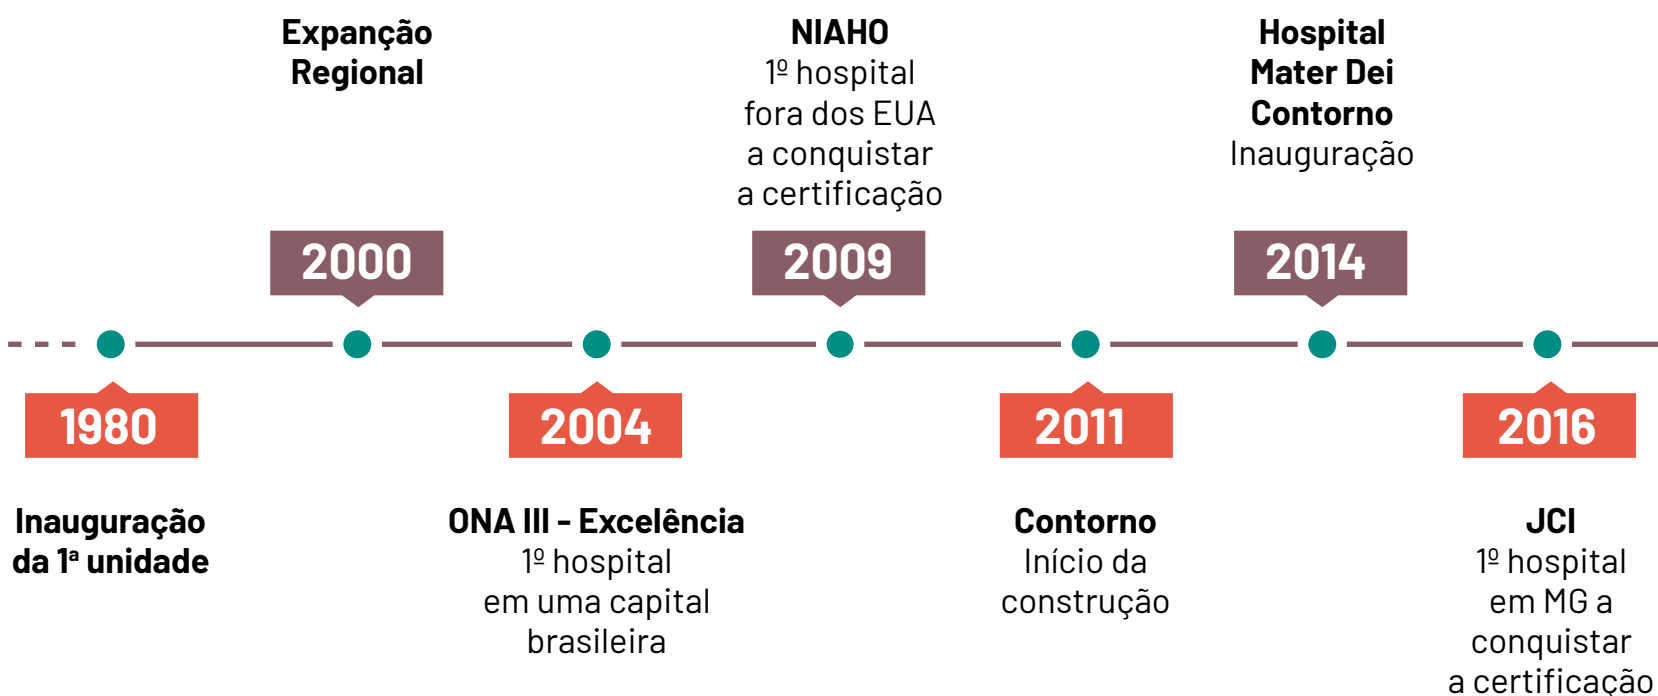 Expanção
Regional
NIAHO
1º hospital
fora dos EUA
a conquistar
a certificação
Hospital
Mater Dei
Contorno
Inauguração
2000
2009
2014
1980
2004
2011
2016
Inauguração
da 1ª unidade
ONA III - Excelência
1º hospital
em uma capital
brasileira
Contorno
Início da
construção
JCI
1º hospital
em MG a
conquistar
a certificação